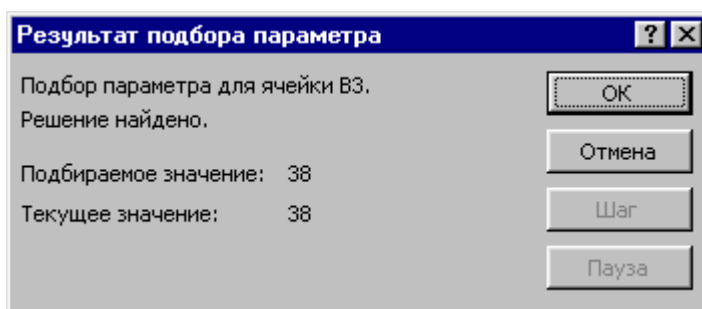 Результат подбора параметра
Подбор параметра для ячейки B3.
Решение найдено.
Подбираемое значение: 38
Текущее значение: 38
ОК
Отмена
Шаг
Пауза